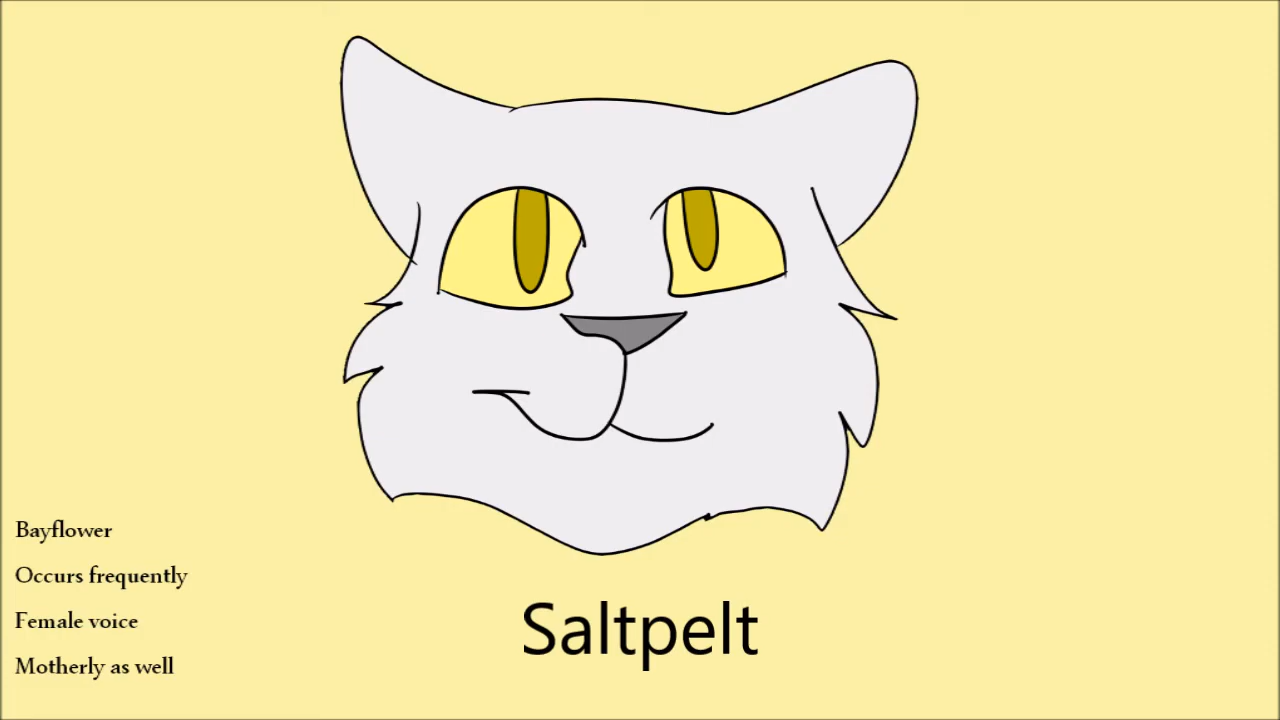 Bayflower
Occurs frequently
Female voice
Motherly as well
Saltpelt